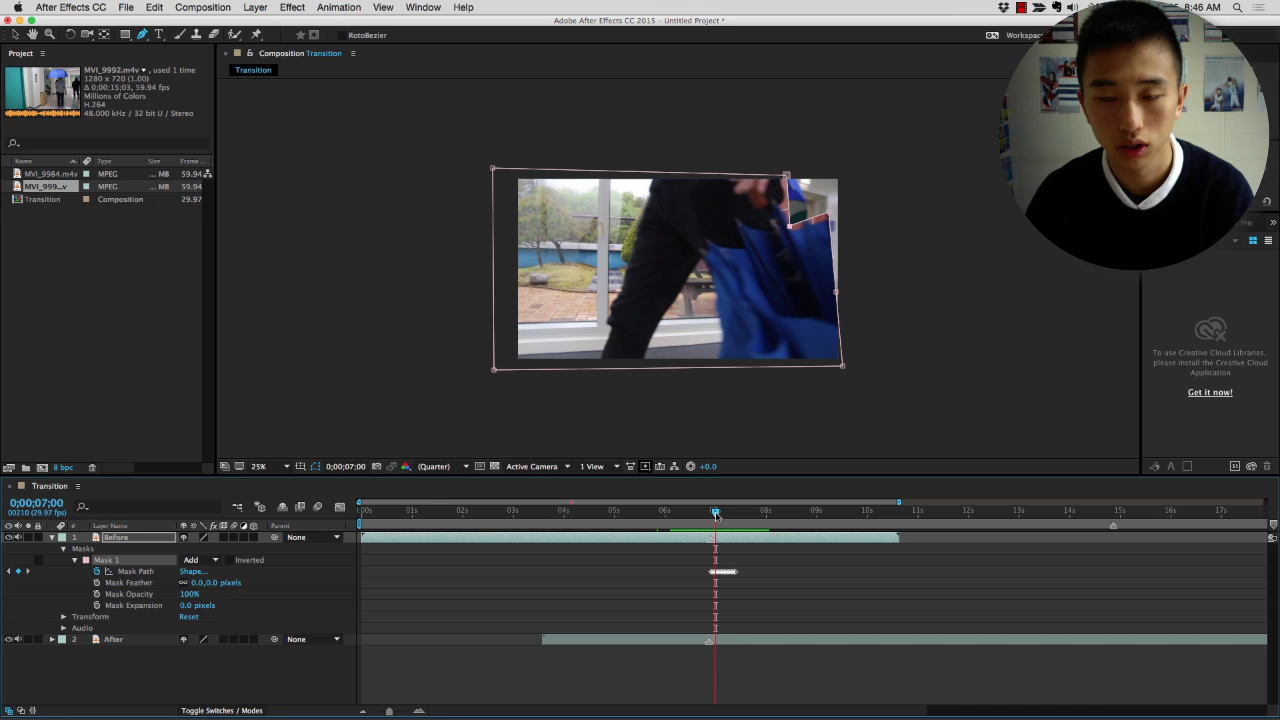 After Effects CC File Edit Composition Layer Effect Animation View Window Help 8:46 AM
Adobe After Effects CC 2015 - Untitled Project *
RotoBezier Workspace
Project
Composition Transition
Transition
MVI_9992.m4v , used 1 time
1280 x 720 (1.00)
Δ 0;00;15;03, 59.94 fps
Millions of Colors
H.264
48.000 kHz / 32 bit U / Stereo
Name Type Size Frame ...
MVI_9984.m4v MPEG ... MB 59.94
MVI_999...v MPEG ... MB 59.94
Transition Composition 29.97
To use Creative Cloud Libraries, please install the Creative Cloud Application
Get it now!
8 bpc 25% 0;00;07;00 (Quarter) Active Camera 1 View +0.0
Transition
0;00;07;00
00210 (29.97 fps)
# Layer Name Parent
:00s 01s 02s 03s 04s 05s 06s 07s 08s 09s 10s 11s 12s 13s 14s 15s 16s 17s
1 Before None
Masks
Mask 1 Add Inverted
Mask Path Shape...
Mask Feather 0.0,0.0 pixels
Mask Opacity 100%
Mask Expansion 0.0 pixels
Transform Reset
Audio
2 After None
Toggle Switches / Modes